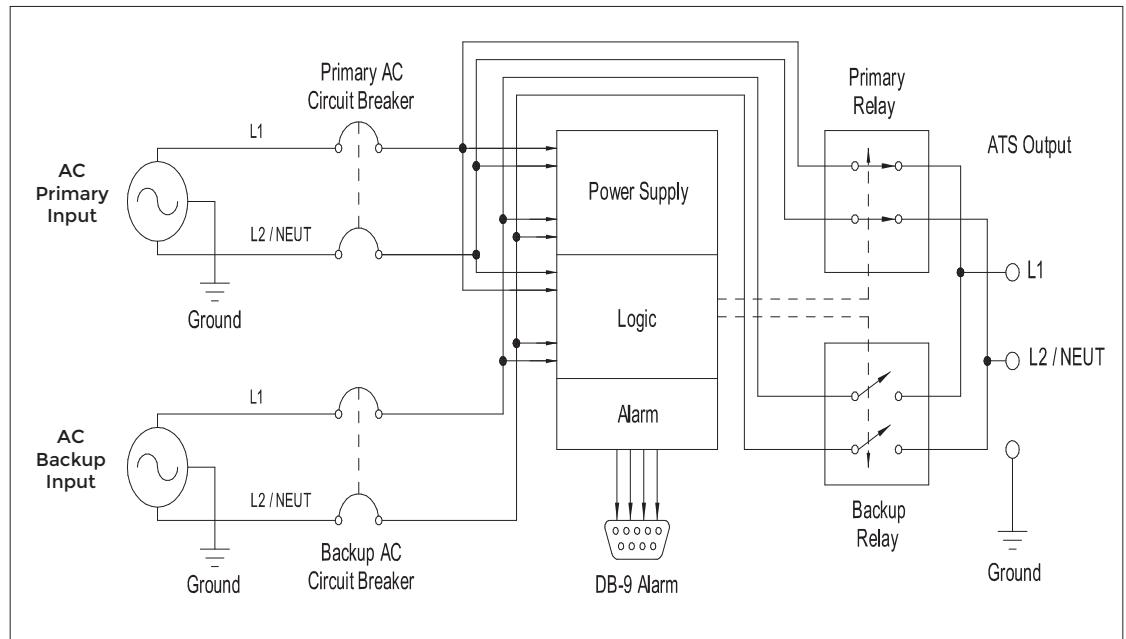 Primary AC
Circuit Breaker
L1
AC
Primary
Input
L2 / NEUT
Ground
Power Supply
Logic
Alarm
DB-9 Alarm
Primary
Relay
ATS Output
L1
L2 / NEUT
Ground
Backup
Relay
L1
AC
Backup
Input
L2 / NEUT
Ground
Backup AC
Circuit Breaker